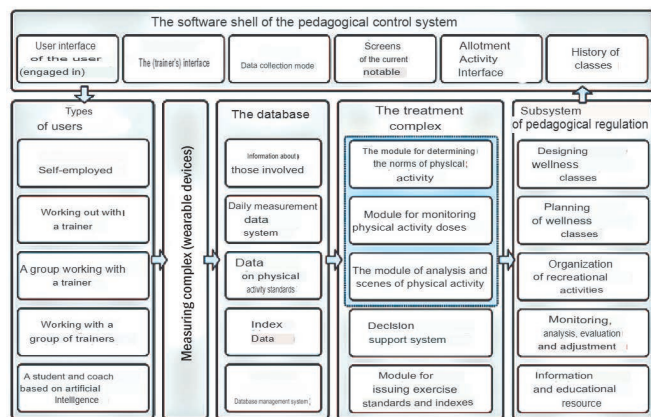 The software shell of the pedagogical control system
User interface
of the user
(engaged in)
The (trainer's) interface
Data collection mode
Screens
of the current
notable
Allotment
Activity
Interface
History of
classes
Types
of users
Self-employed
Working out with
a trainer
A group working with
a trainer
Working with a
group of trainers
A student and coach
based on artificial
Intelligence
Measuring complex (wearable devices)
The database
Information about
those involved
Daily measurement
data
system
Data
on physical
activity standards
Index
Data
Database management system
The treatment
complex
The module for determining
the norms of physical;
activity
Module for monitoring
physical activity doses
The module of analysis and
scenes of physical activity
Decision
support system
Module for
issuing exercise
standards and indexes
Subsystem
of pedagogical regulation
Designing
wellness
classes
Planning
of wellness
classes
Organization
of recreational
activities
Monitoring,
analysis, evaluation
and adjustment
Information
and educational
resource